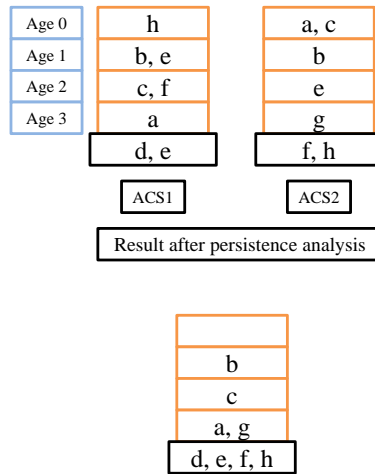 Age 0 h a, c
Age 1 b, e b
Age 2 c, f e
Age 3 a g
d, e f, h
ACS1 ACS2
Result after persistence analysis
b
c
a, g
d, e, f, h